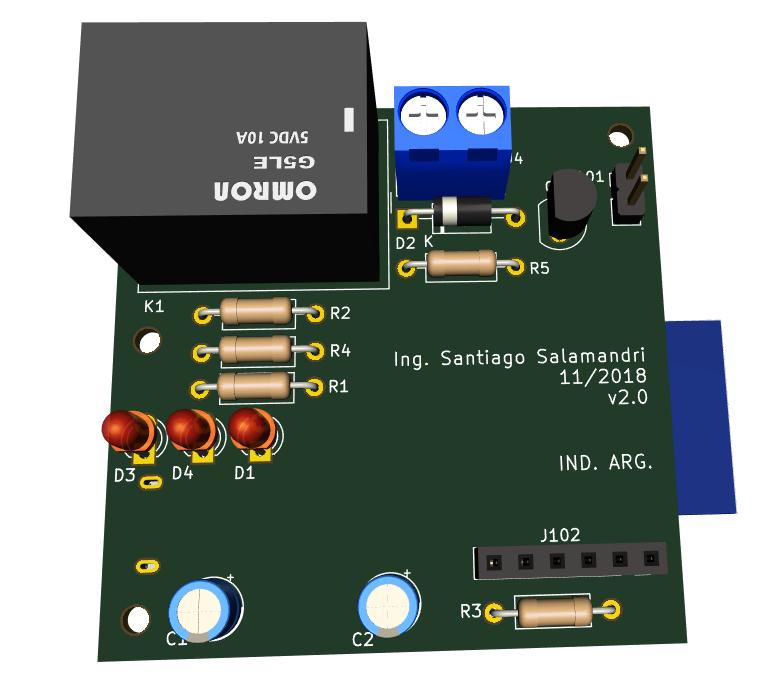 5VDC 10A
G5LE
OMRON
D2 K
R5
K1
R2
R4
R1
Ing. Santiago Salamandri
11/2018
v2.0
D3
D4
D1
IND. ARG.
J102
+
+
R3
C1
C2